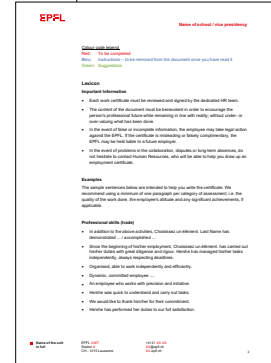 EPFL
Name of school / vice presidency
Colour code legend
Red: To be completed
Blue: Instructions – to be removed from the document once you have read it
Green: Suggestions
Lexicon
Important information
• Each work certificate must be reviewed and signed by the dedicated HR team.
• The content of the document must be benevolent in order to encourage the
person's professional future while remaining in line with reality; without under- or
over-valuing what has been done.
• In the event of false or incomplete information, the employee may take legal action
against the EPFL. If the certificate is misleading or falsely complimentary, the
EPFL may be held liable to a future employer.
• In the event of problems in the collaboration, disputes or long-term absences, do
not hesitate to contact Human Resources, who will be able to help you draw up an
employment certificate.
Examples
The sample sentences below are intended to help you write the certificate. We
recommend using a minimum of one paragraph per category of assessment, i.e. the
quality of the work done, the employee's attitude and any significant achievements, if
applicable.
Professional skills (trade)
• In addition to the above activities, Choisissez un élément. Last Name has
demonstrated ... / accomplished ...
• Since the beginning of his/her employment, Choisissez un élément. has carried out
his/her duties with great diligence and rigour. He/she has managed his/her tasks
independently, always respecting deadlines.
• Organised, able to work independently and efficiently.
• Dynamic, committed employee ...
• An employee who works with precision and initiative.
• He/she was quick to understand and carry out tasks.
• We would like to thank him/her for their commitment.
• He/she has performed her duties to our full satisfaction.
Name of the unit
in full
EPFL
Station
CH - 1015 Lausanne